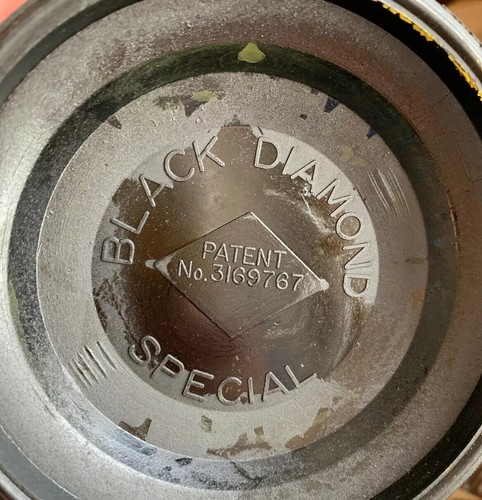 BLACK DIAMOND
PATENT
No. 3169767
SPECIAL